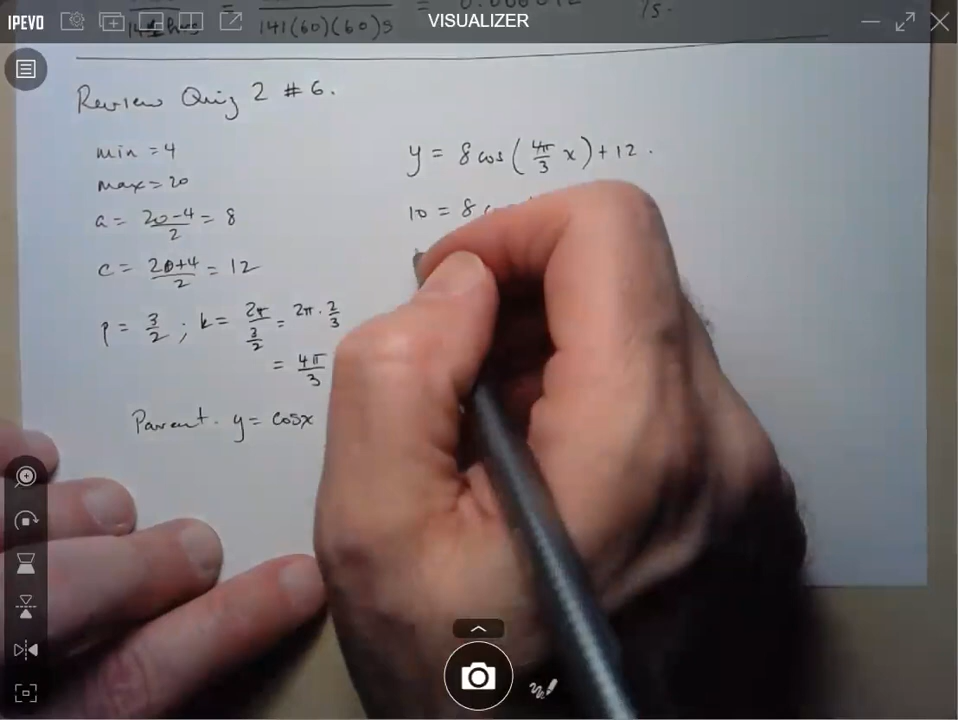 IPEVO
VISUALIZER
141 (60)(60)s
Review Quiz 2 #6.
min = 4
max = 20
a = 20-4/2 = 8
c = 20+4/2 = 12
p = 3/2 ; k = 2π/(3/2) = 2π · 2/3
= 4π/3
Parent. y = cosx
y = 8 cos (4π/3 x) + 12 .
10 = 8